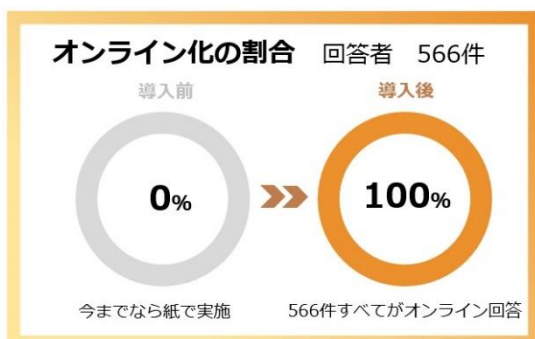 オンライン化の割合 回答者 566件
導入前 導入後
0% 100%
今までなら紙で実施 566件すべてがオンライン回答